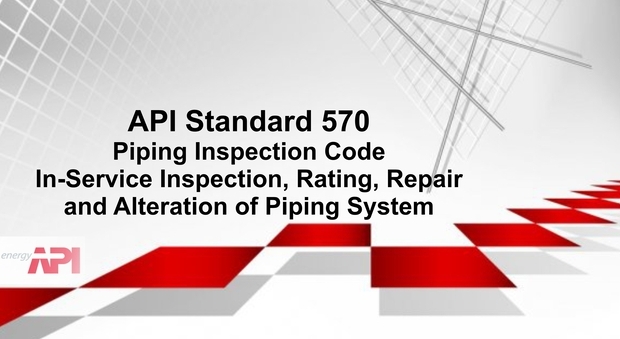 API Standard 570
Piping Inspection Code
In-Service Inspection, Rating, Repair
and Alteration of Piping System
energy API